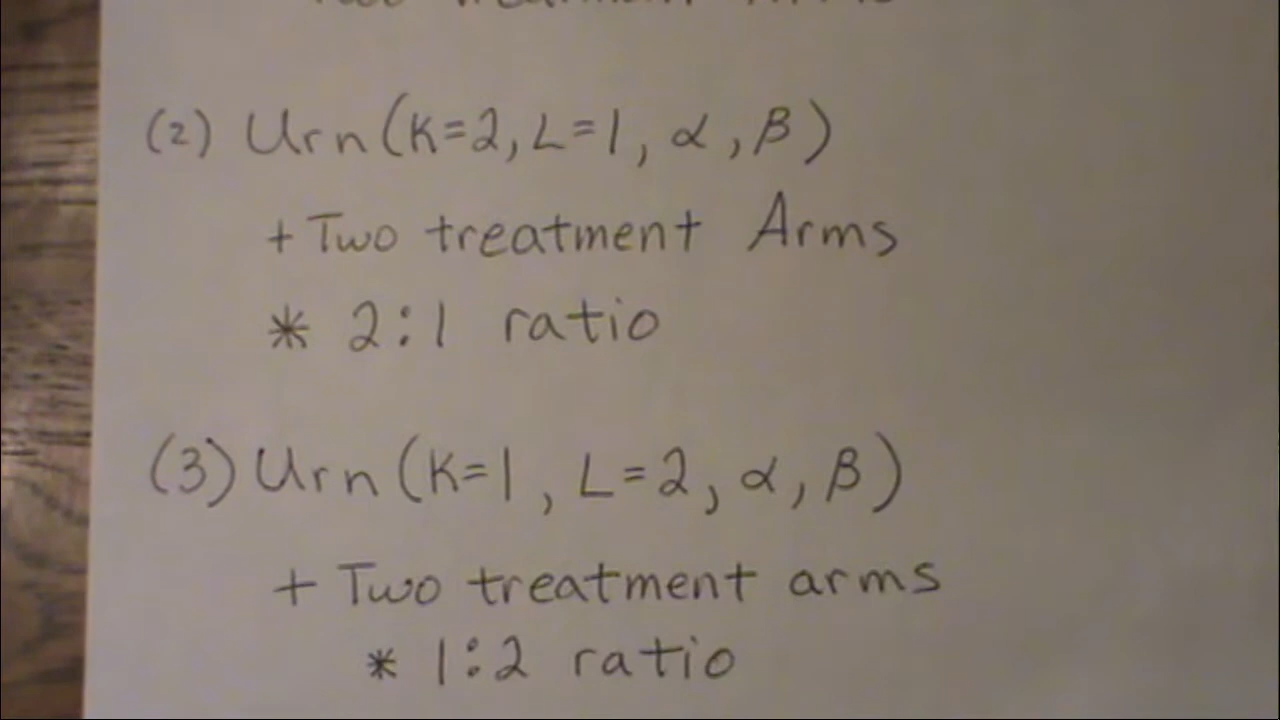 (2) Urn(K=2, L=1, α, β)
+ Two treatment Arms
* 2:1 ratio
(3) Urn(K=1, L=2, α, β)
+ Two treatment arms
* 1:2 ratio